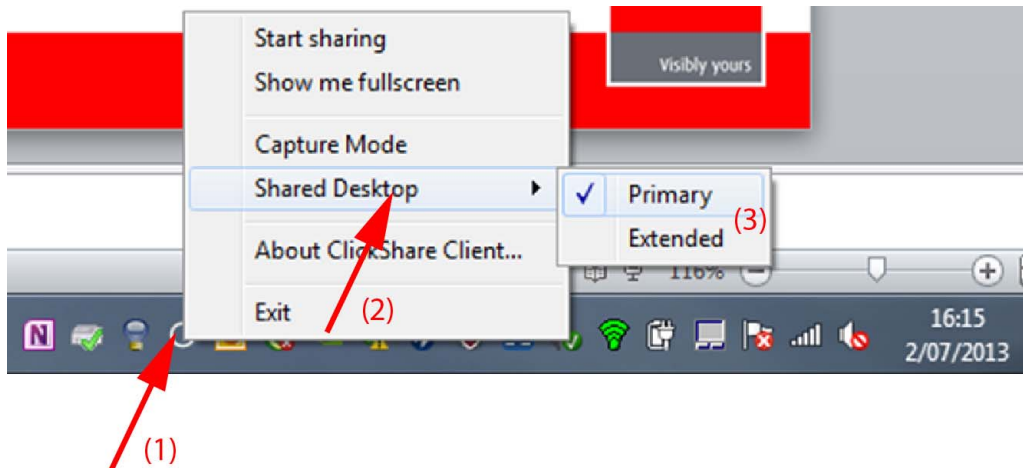 Visibly yours
Start sharing
Show me fullscreen
Capture Mode
Shared Desktop
About ClickShare Client...
Exit
Primary
Extended
(3)
116%
(2)
N
16:15
2/07/2013
(1)